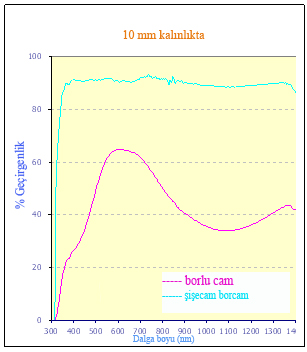 10 mm kalınlıkta
% Geçirgenlik
100
80
60
40
20
0
300 400 500 600 700 800 900 1000 1100 1200 1300 14
Dalga boyu (nm)
------ borlu cam
------ şişecam borcam